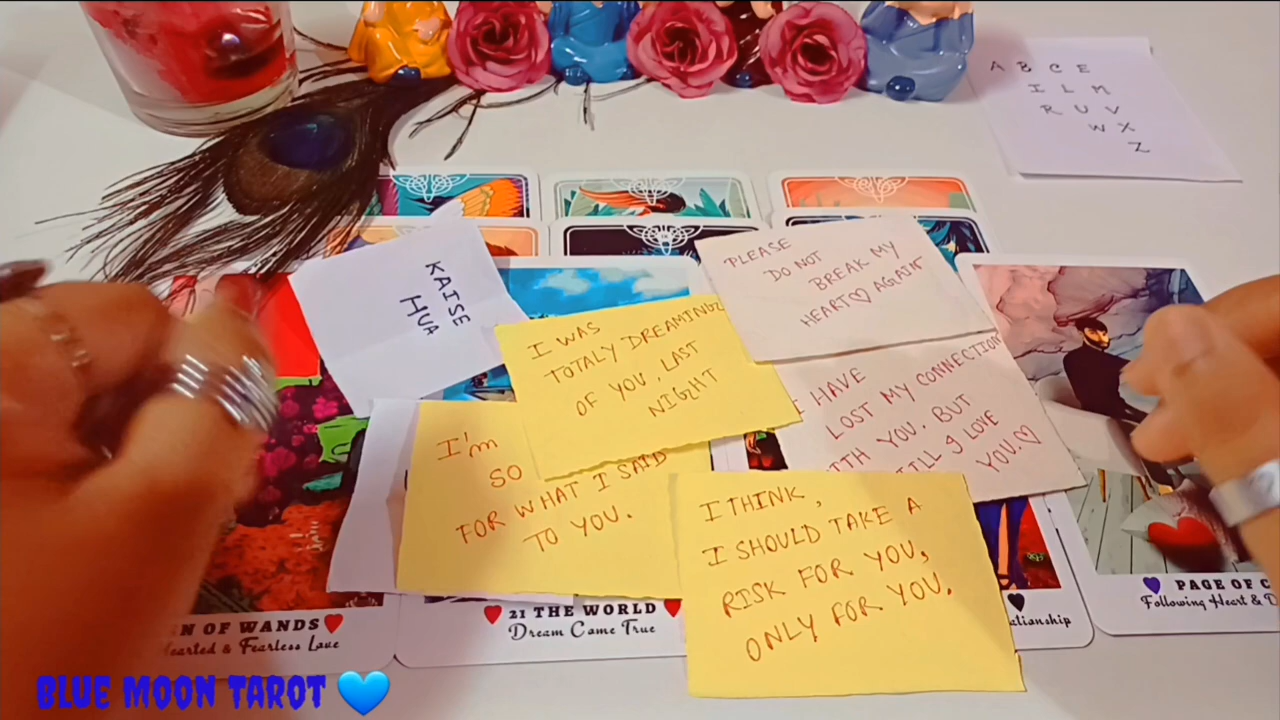 A B C E
I L M
R U V
W X
Z
KAISE
HUA
PLEASE
DO NOT
BREAK MY
HEART♡ AGAIN
I WAS
TOTALY DREAMING
OF YOU, LAST
NIGHT
I HAVE
LOST MY CONNECTION
WITH YOU. BUT
STILL I LOVE
YOU.♡
I'm
SO
FOR WHAT I SAID
TO YOU.
I THINK,
I SHOULD TAKE A
RISK FOR YOU,
ONLY FOR YOU.
N OF WANDS❤
hearted & Fearless Love
❤ 21 THE WORLD ❤
Dream Come True
ationship
💜 PAGE OF C
Following Heart & D
BLUE MOON TAROT 💙